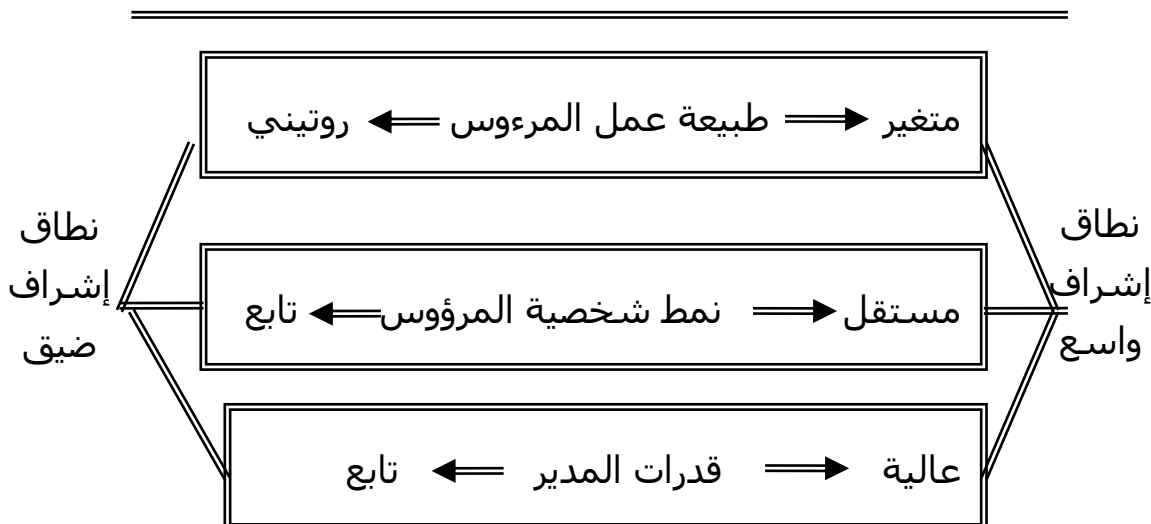 متغير طبيعة عمل المرءوس روتيني
نطاق
إشراف
واسع
مستقل نمط شخصية المرؤوس تابع
نطاق
إشراف
ضيق
عالية قدرات المدير تابع